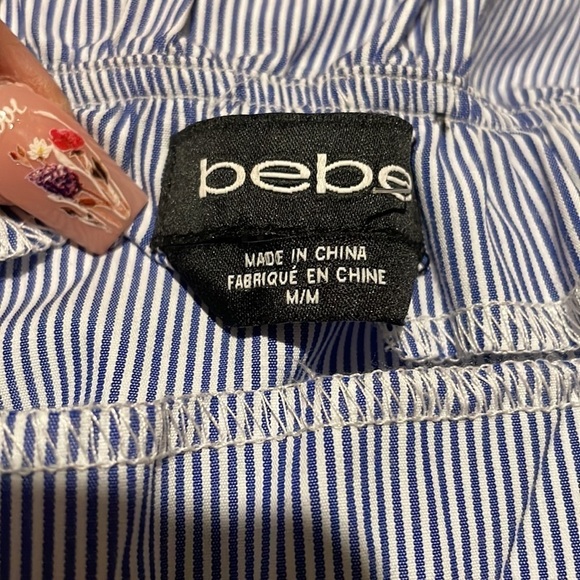 bebe
MADE IN CHINA
FABRIQUÉ EN CHINE
M/M